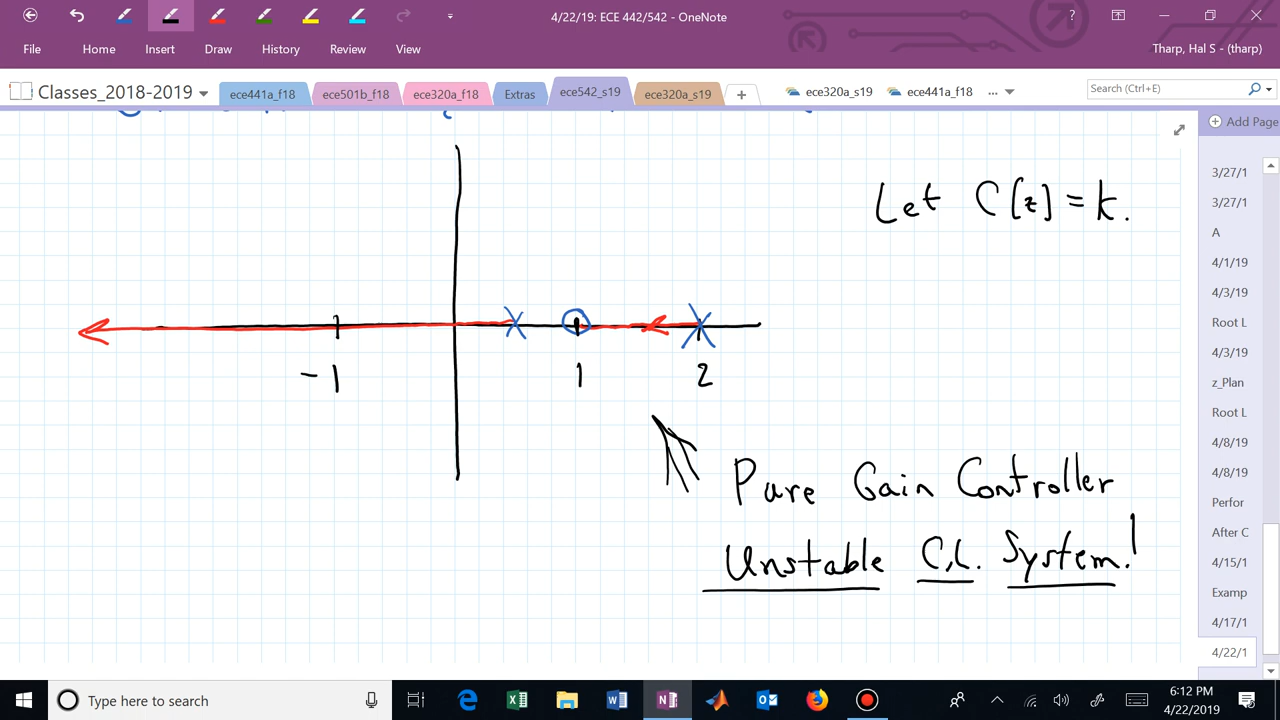 4/22/19: ECE 442/542 - OneNote
?
File Home Insert Draw History Review View
Tharp, Hal S - (tharp)
Classes_2018-2019
ece441a_f18
ece501b_f18
ece320a_f18
Extras
ece542_s19
ece320a_s19
+
ece320a_s19
ece441a_f18
...
Search (Ctrl+E)
Add Page
3/27/1
3/27/1
A
4/1/19
4/3/19
Root L
4/3/19
z_Plan
Root L
4/8/19
4/8/19
Perfor
After C
4/15/1
Examp
4/17/1
4/22/1
Let C[z] = k.
-1 1 2
Pure Gain Controller
Unstable C.L. System!
Type here to search
6:12 PM
4/22/2019